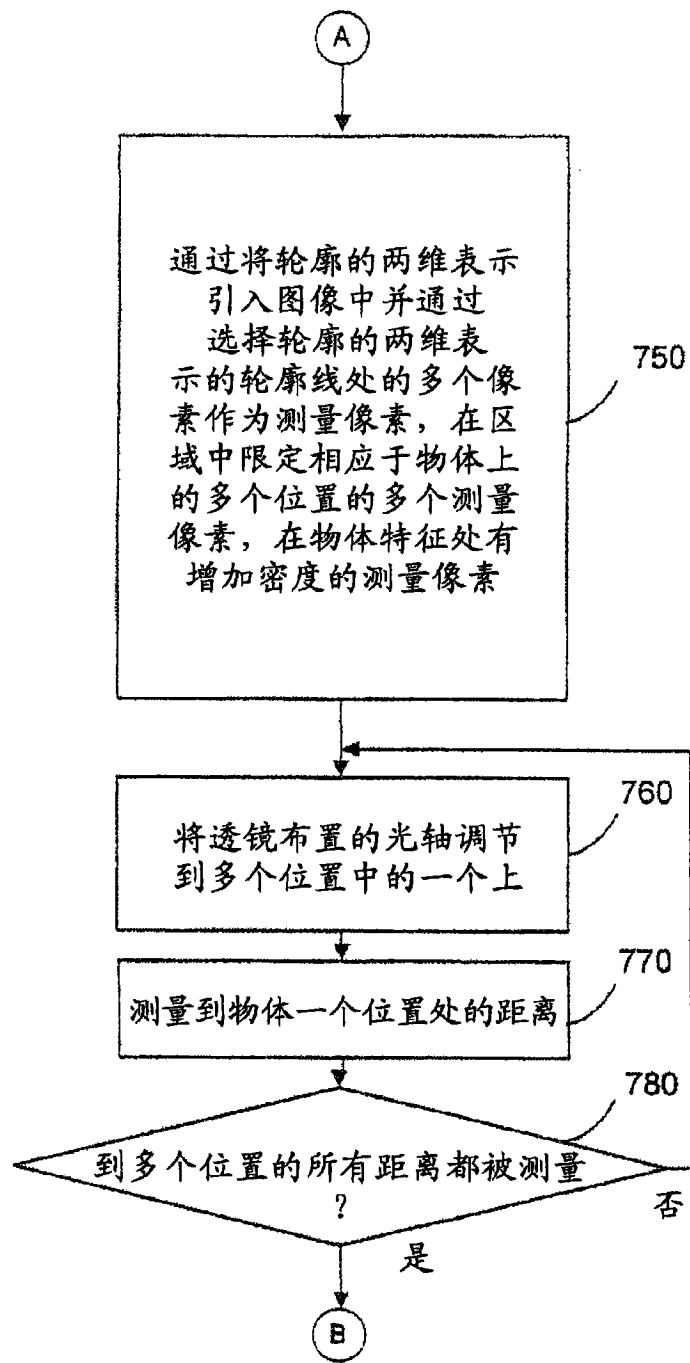 A
通过将轮廓的两维表示
引入图像中并通过
选择轮廓的两维表
示的轮廓线处的多个像
素作为测量像素，在区
域中限定相应于物体上
的多个位置的多个测量
像素，在物体特征处有
增加密度的测量像素
750
760
将透镜布置的光轴调节
到多个位置中的一个上
770
测量到物体一个位置处的距离
780
到多个位置的所有距离都被测量
？
否
是
B